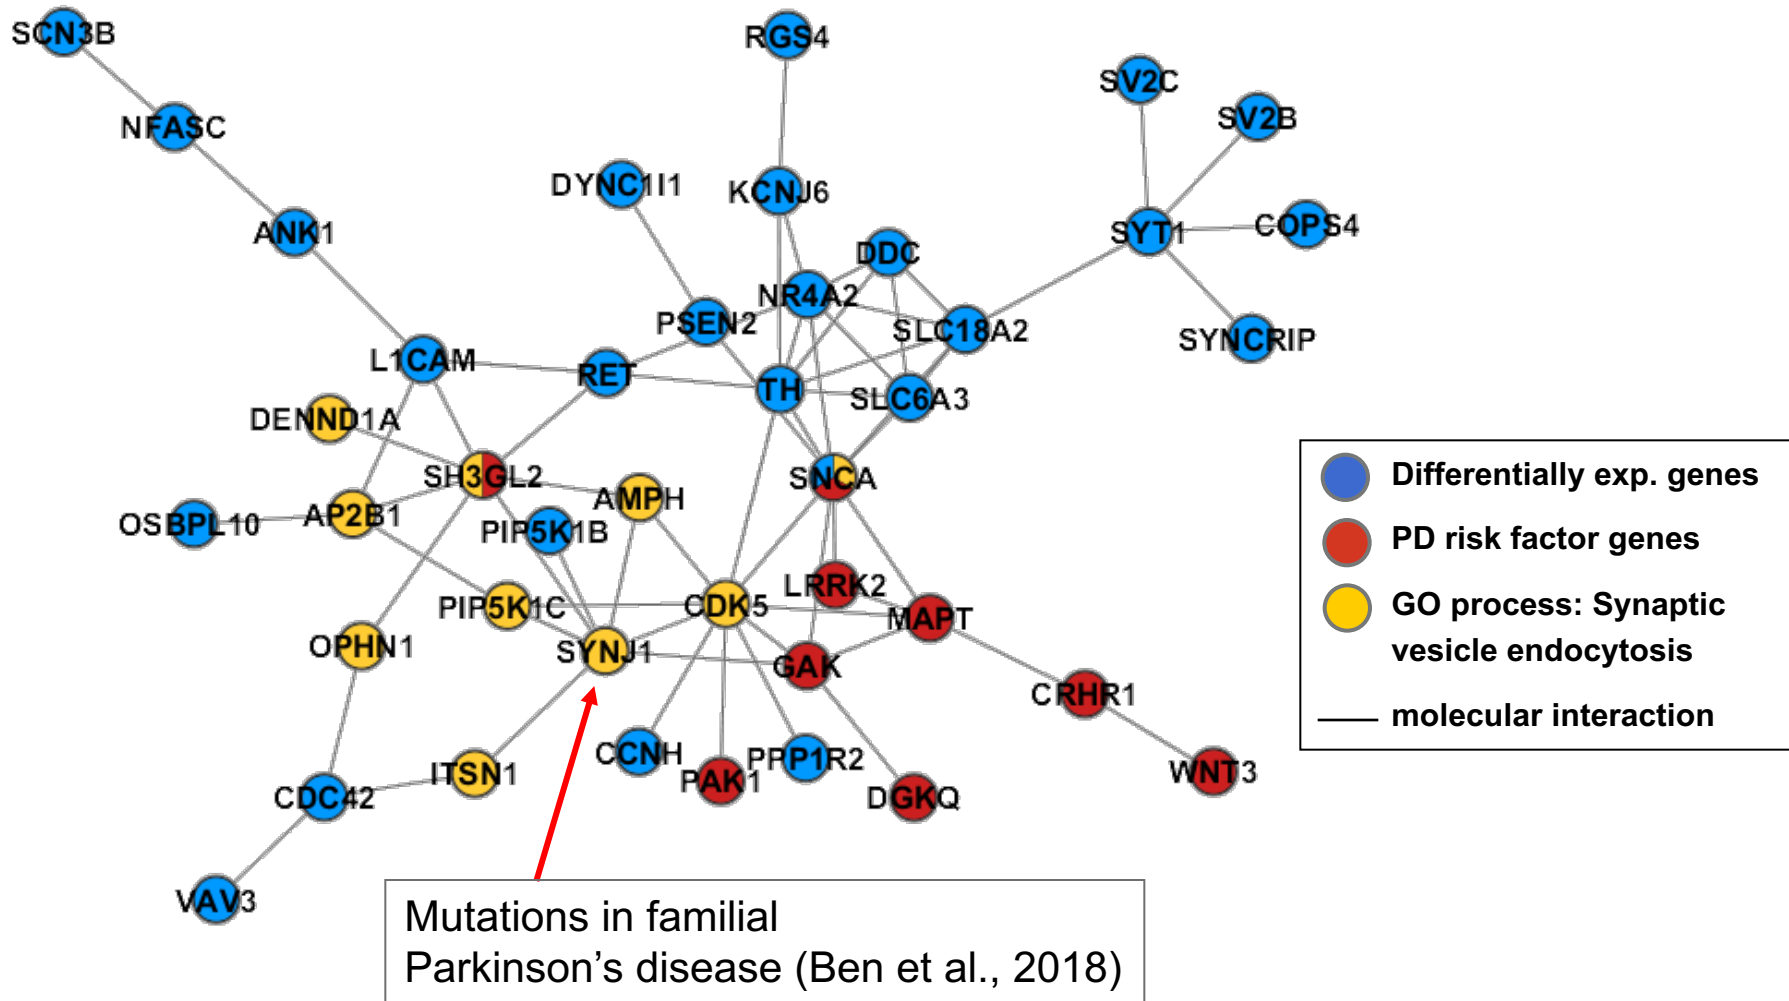 SCN3B
RGS4
SV2C
SV2B
NFASC
DYNC1I1
KCNJ6
ANK1
DDC
SYT1
COPS4
NR4A2
PSEN2
SLC18A2
SYNCRIP
L1CAM
RET
TH
SLC6A3
DENND1A
SH3GL2
AMPH
SNCA
OSBPL10
AP2B1
PIP5K1B
PIP5K1C
CDK5
LRRK2
MAPT
OPHN1
SYNJ1
GAK
CRHR1
CCNH
PAK1
PPP1R2
WNT3
CDC42
ITSN1
DGKQ
VAV3
Differentially exp. genes
PD risk factor genes
GO process: Synaptic
vesicle endocytosis
molecular interaction
Mutations in familial
Parkinson’s disease (Ben et al., 2018)